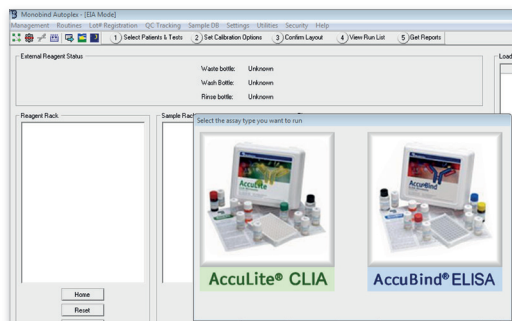 Monobind Autoplex - [EIA Mode]
Management Routines Lot# Registration QC Tracking Sample DB Settings Utilities Security Help
1 Select Patients & Tests 2 Set Calibration Options 3 Confirm Layout 4 View Run List 5 Get Reports
External Reagent Status
Load
Waste bottle: Unknown
Wash Bottle: Unknown
Rinse bottle: Unknown
Reagent Rack
Sample Rack
Select the assay type you want to run
AccuLite
AccuBind
AccuLite® CLIA
AccuBind® ELISA
Home
Reset